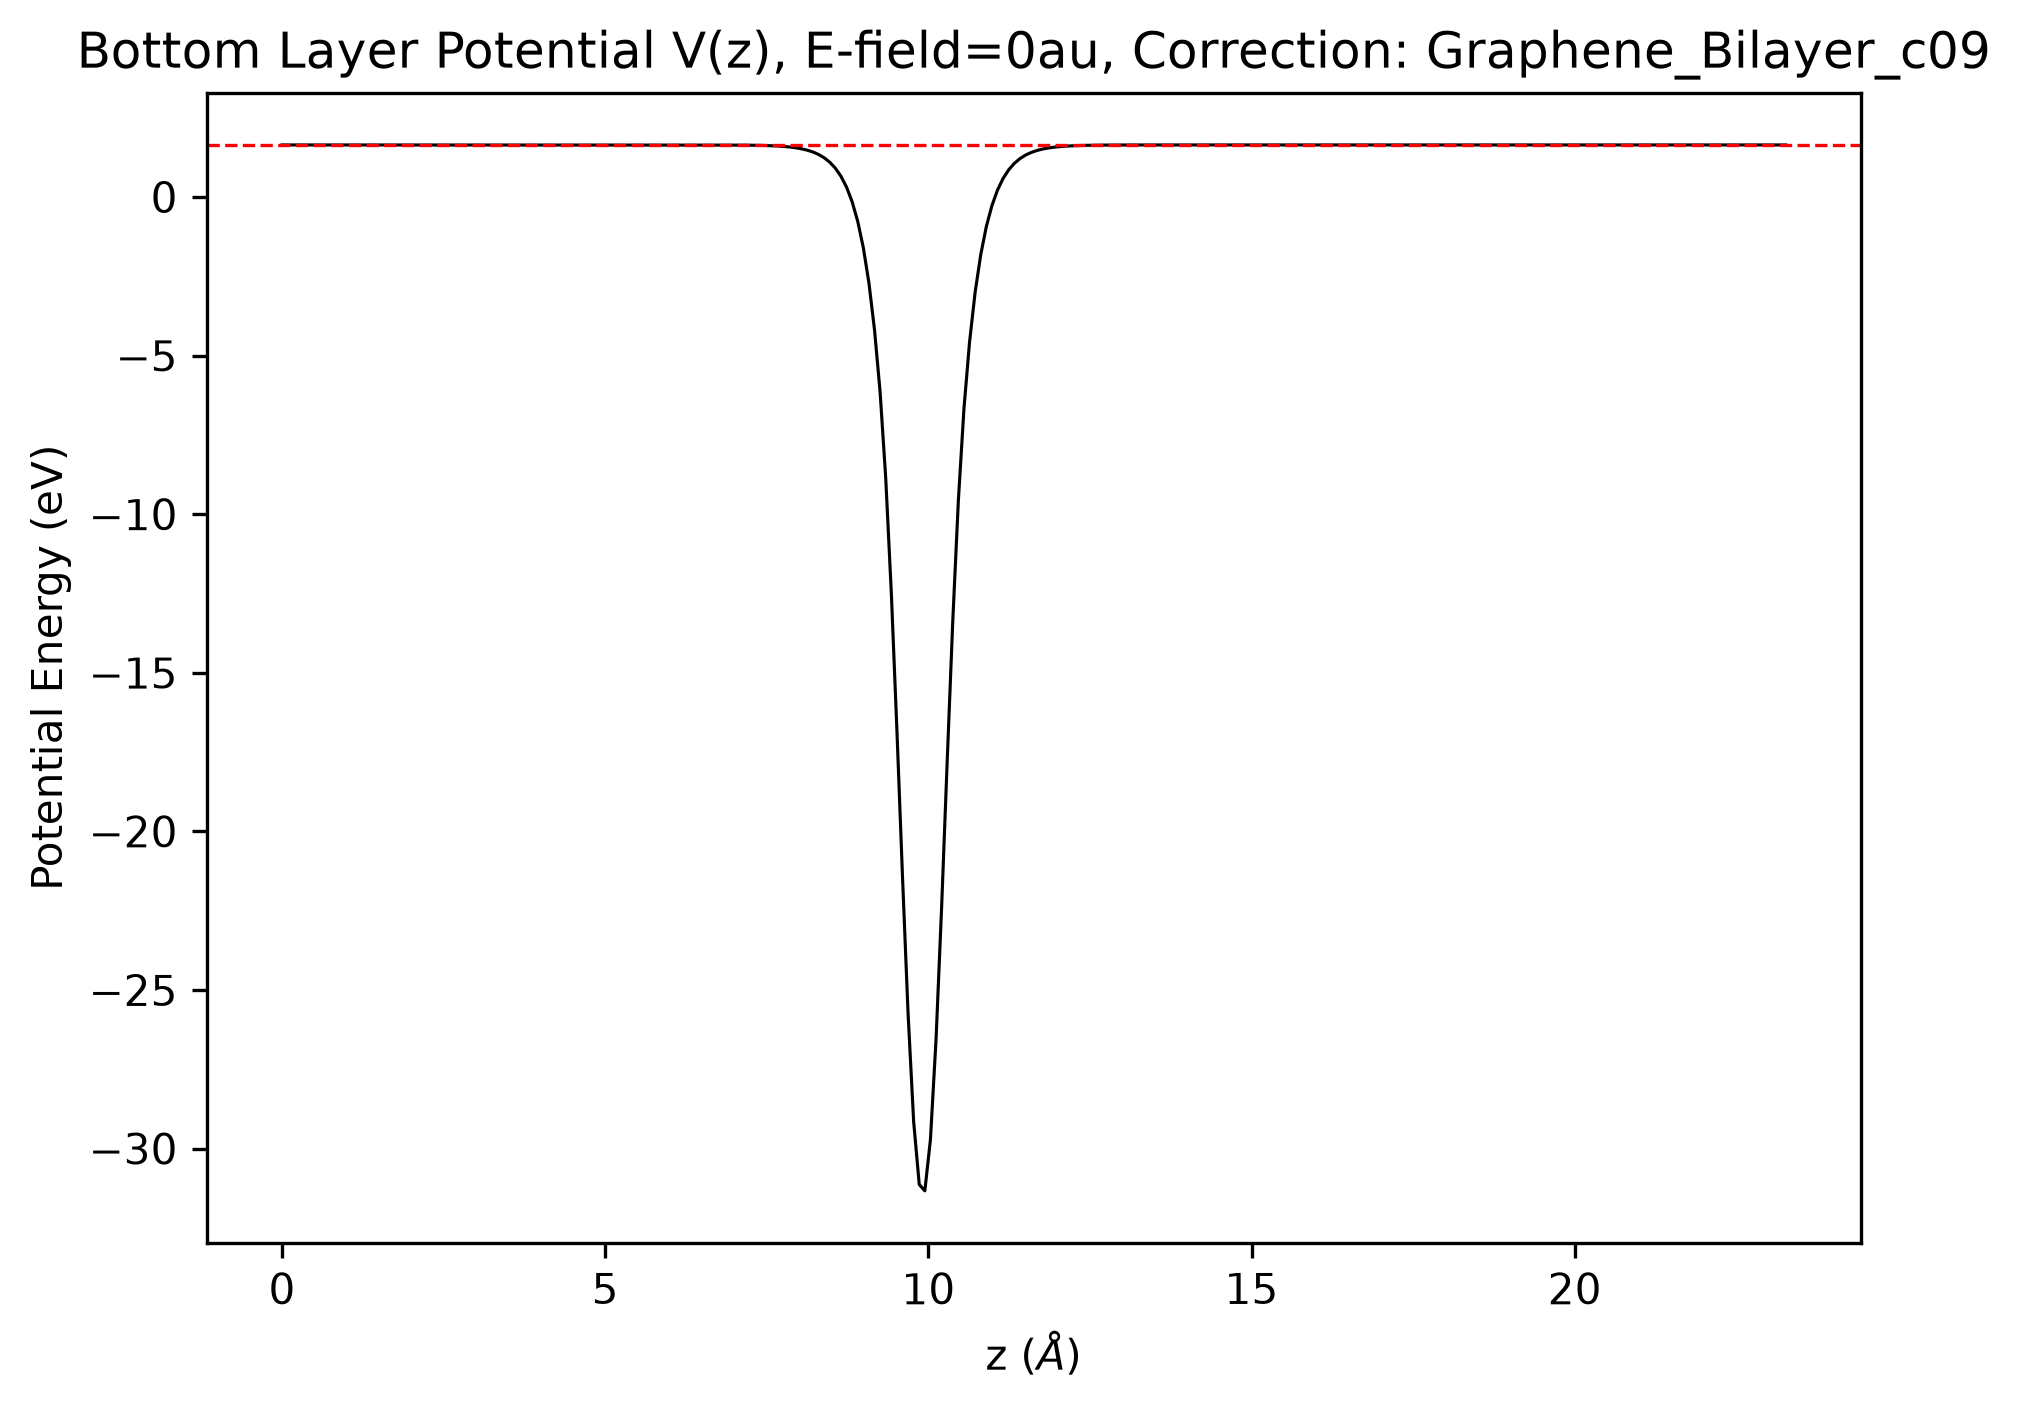 Bottom Layer Potential V(z), E-field=0au, Correction: Graphene_Bilayer_c09
Potential Energy (eV)
0
−5
−10
−15
−20
−25
−30
0 5 10 15 20
z (Å)